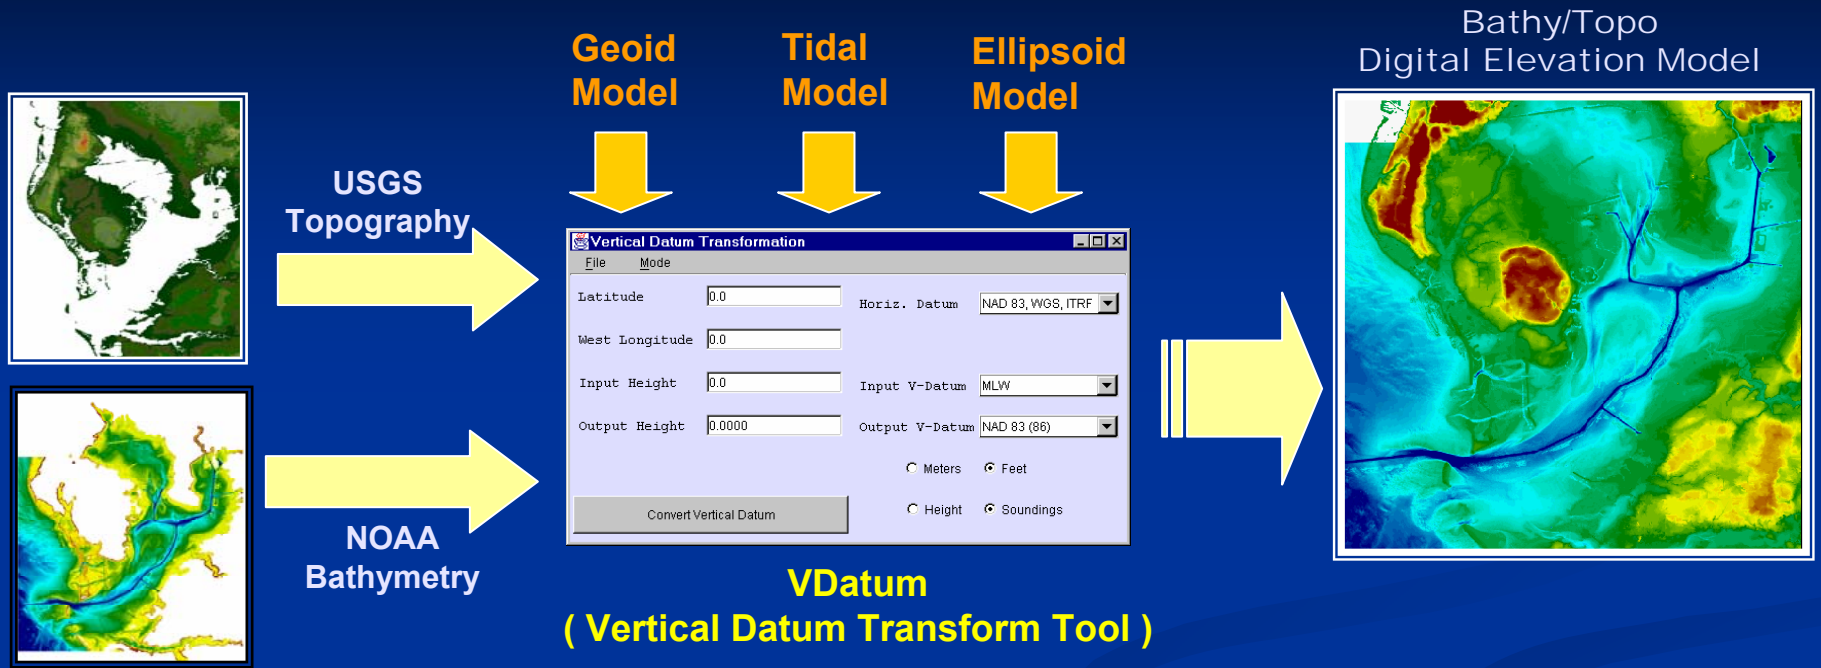 Bathy/Topo
Digital Elevation Model
Geoid
Model
Tidal
Model
Ellipsoid
Model
USGS
Topography
NOAA
Bathymetry
Vertical Datum Transformation
File Mode
Latitude 0.0 Horiz. Datum NAD 83, WGS, ITRF
West Longitude 0.0
Input Height 0.0 Input V-Datum MLW
Output Height 0.0000 Output V-Datum NAD 83 (86)
Meters Feet
Convert Vertical Datum Height Soundings
VDatum
( Vertical Datum Transform Tool )